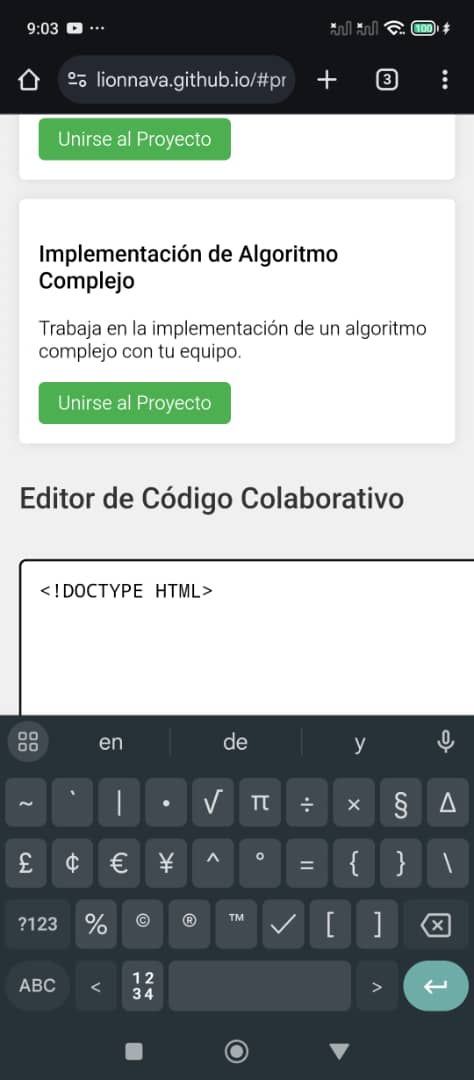 9:03
100
lionnava.github.io/#pr
3
Unirse al Proyecto
Implementación de Algoritmo
Complejo
Trabaja en la implementación de un algoritmo
complejo con tu equipo.
Unirse al Proyecto
Editor de Código Colaborativo
<!DOCTYPE HTML>
en de y
~ ` | • √ π ÷ × § Δ
£ ¢ € ¥ ^ ° = { } \
?123 % © ® ™ ✓ [ ]
ABC < 12 34 >